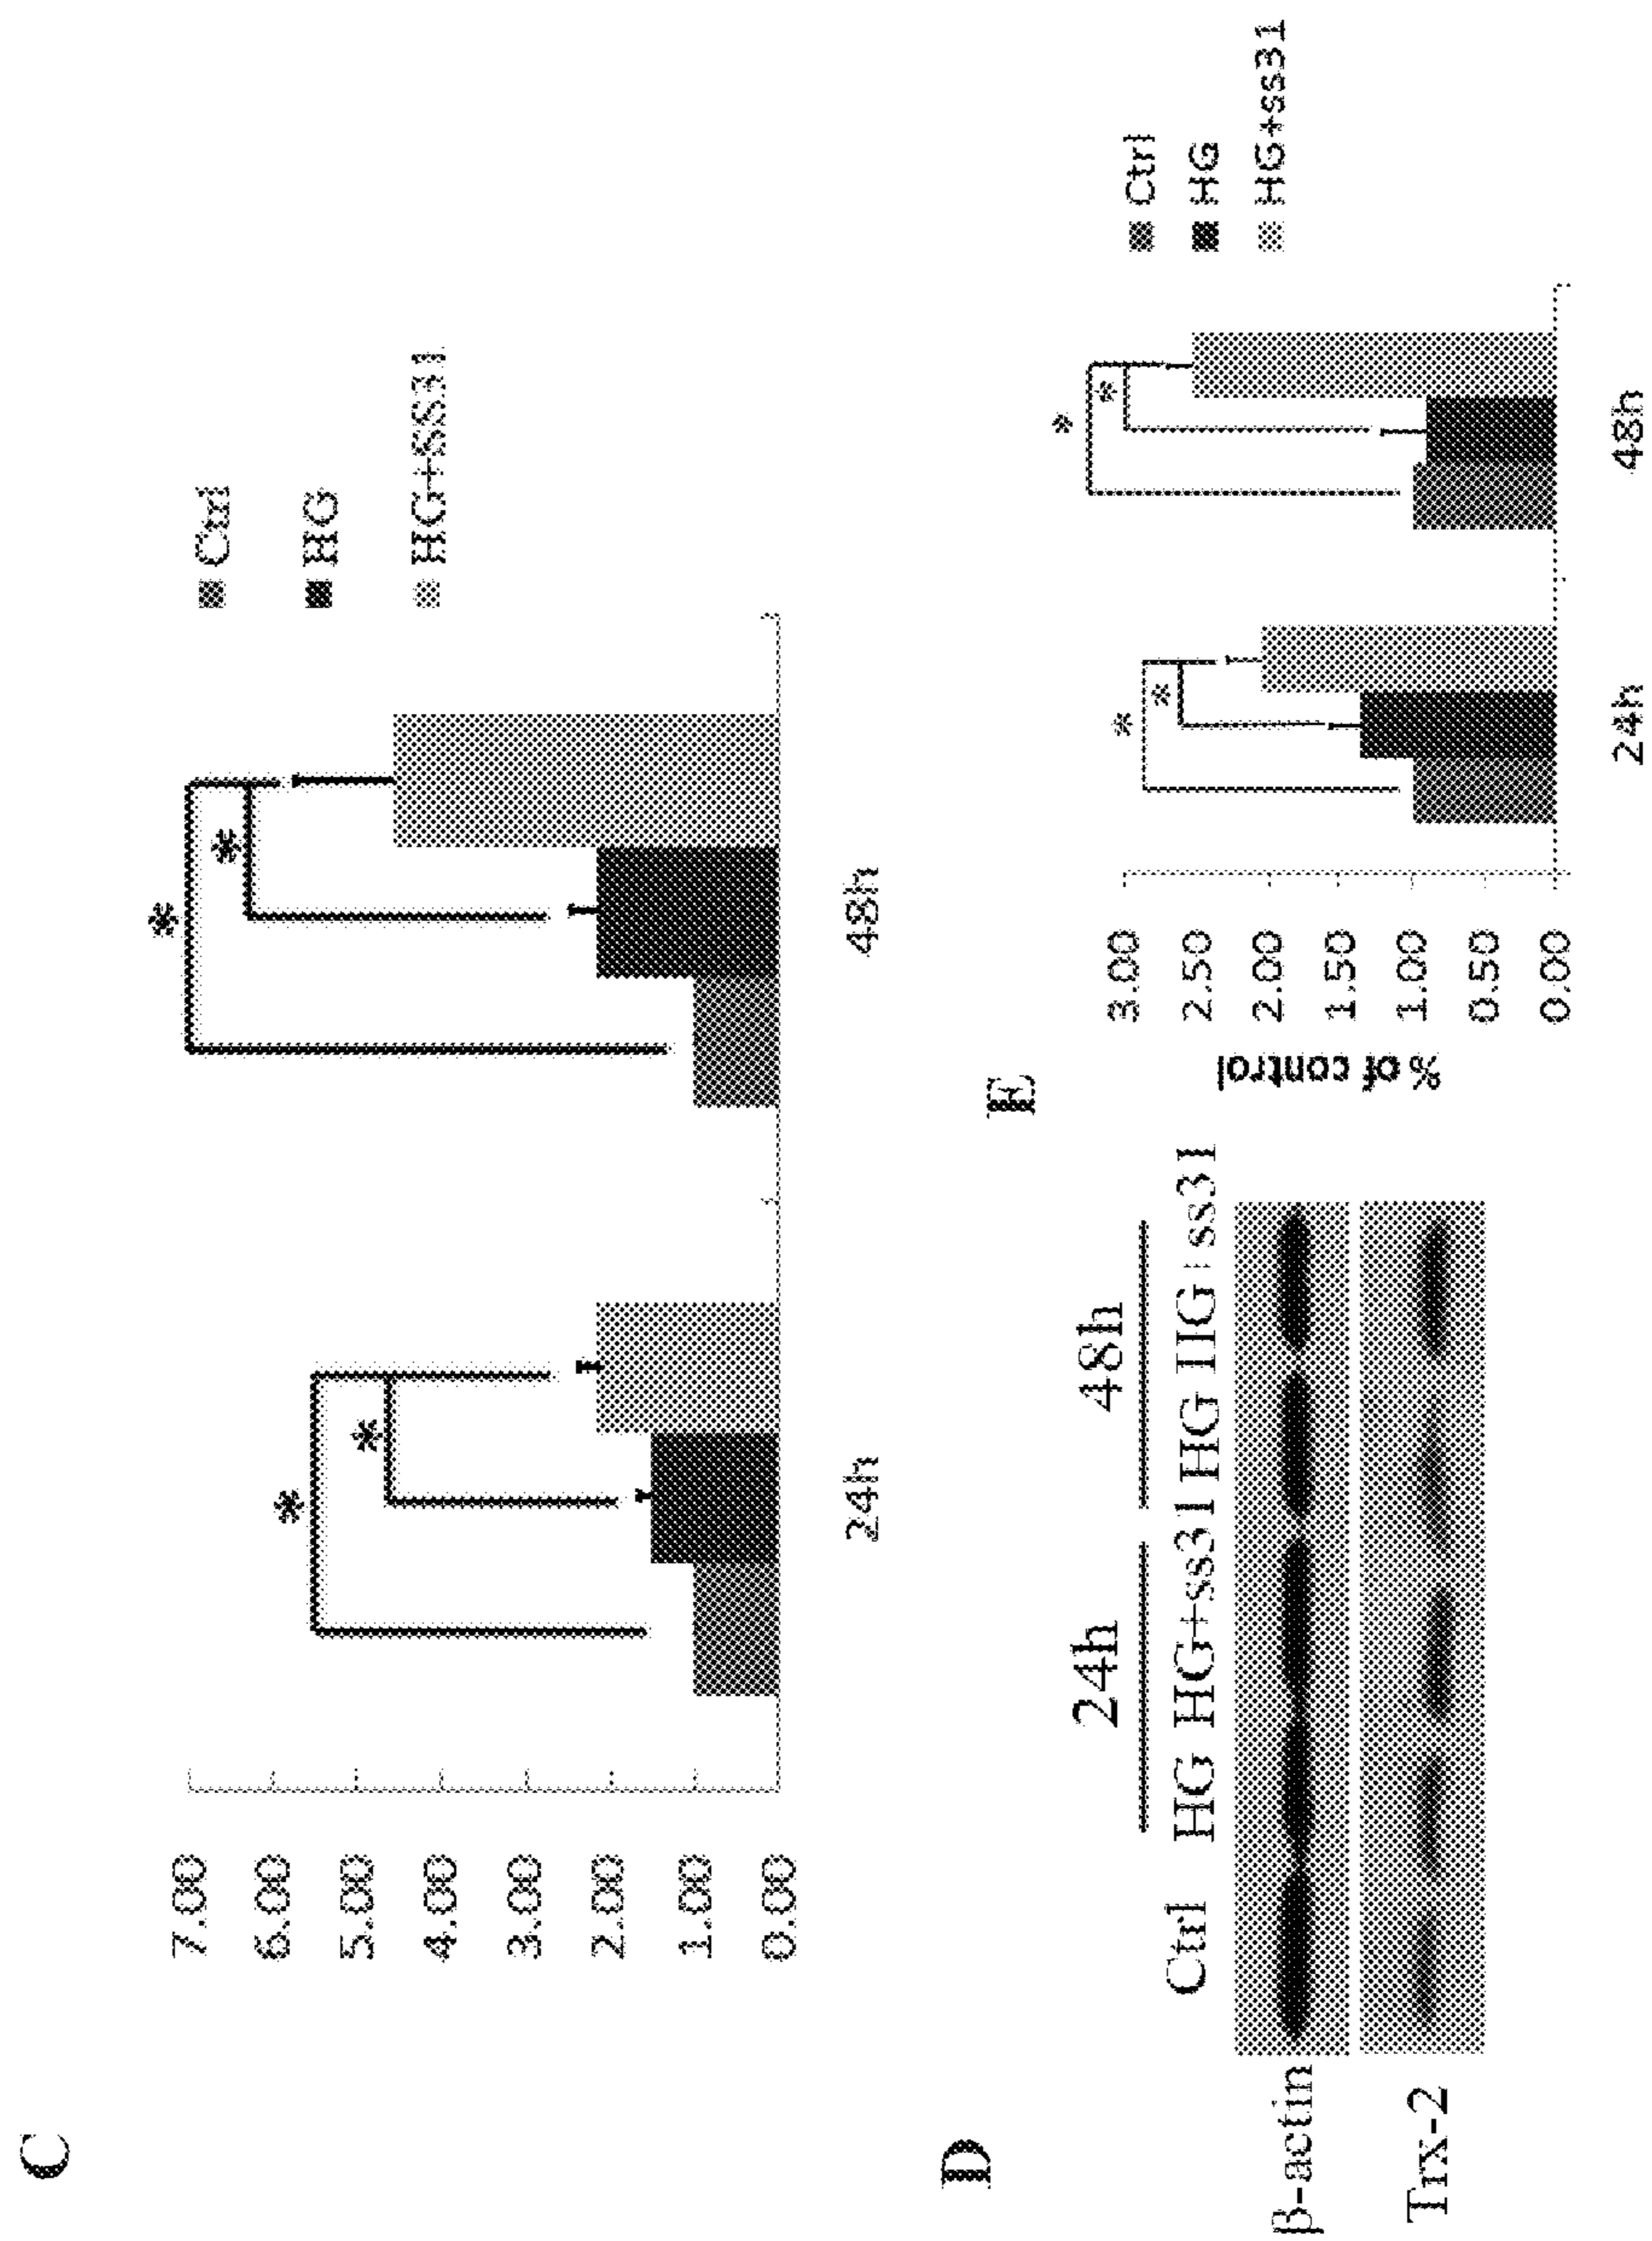 C
7.00
6.00
5.00
4.00
3.00
2.00
1.00
0.00
*
*
*
*
24h
48h
Ctrl
HG
HG+SS31
D
24h 48h
Ctrl HG HG+ss31 HG HG+ss31
β-actin
Trx-2
E
% of control
3.00
2.50
2.00
1.50
1.00
0.50
0.00
*
*
*
*
24h
48h
Ctrl
HG
HG+ss31